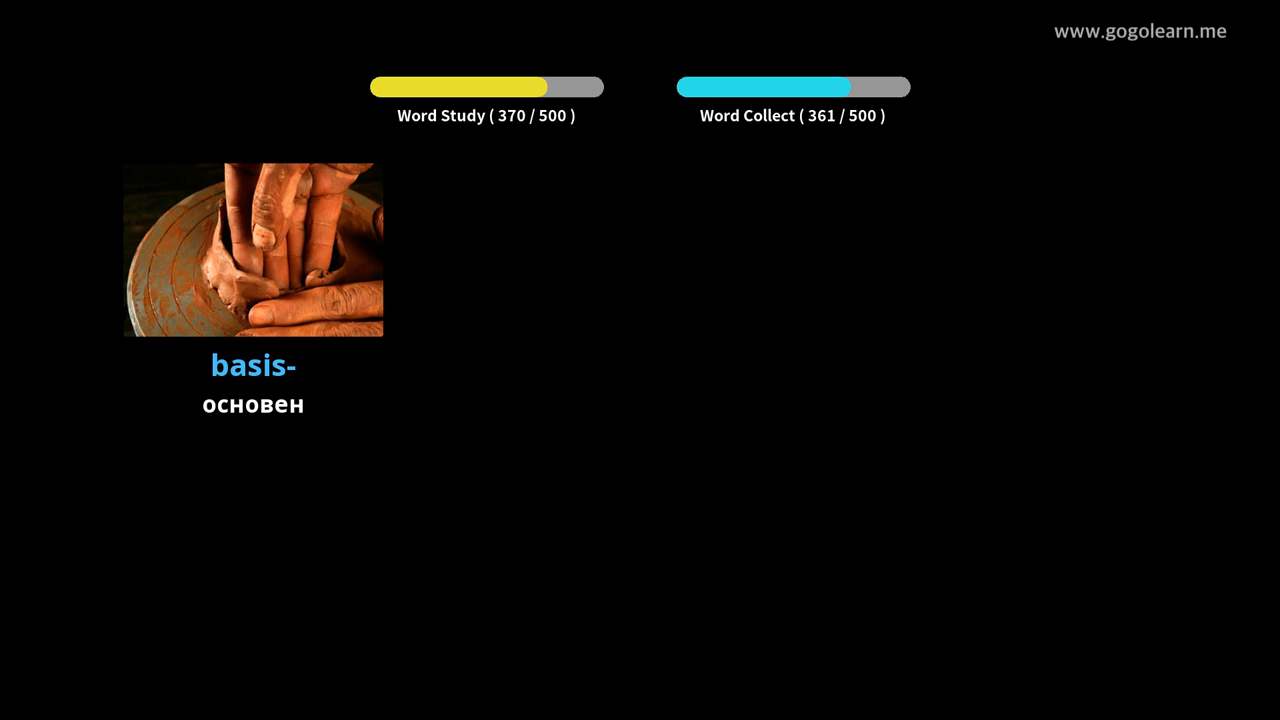 www.gogolearn.me
Word Study ( 370 / 500 )
Word Collect ( 361 / 500 )
basis-
основен